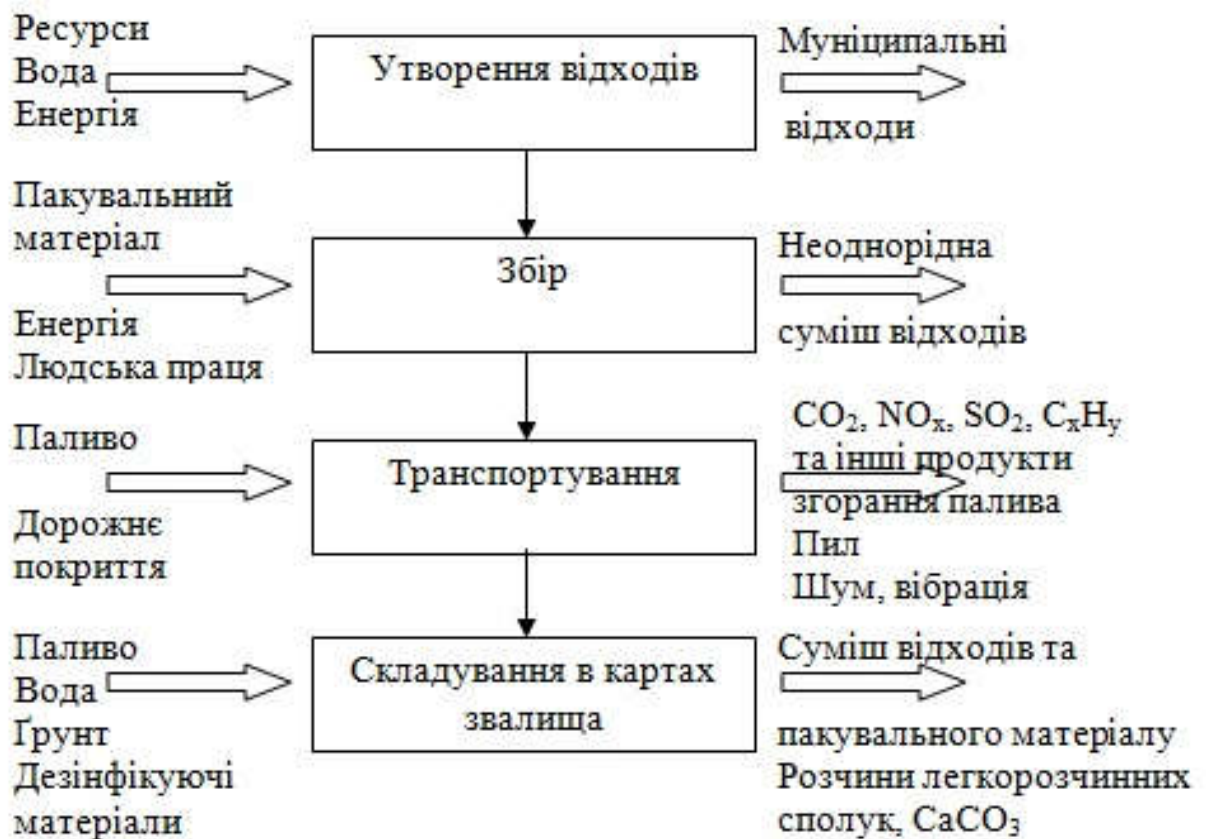 Ресурси
Вода
Енергія
Утворення відходів
Муніципальні
відходи
Пакувальний
матеріал
Енергія
Людська праця
Збір
Неоднорідна
суміш відходів
Паливо
Дорожнє
покриття
Транспортування
CO₂, NOₓ, SO₂, CₓHᵧ
та інші продукти
згорання палива
Пил
Шум, вібрація
Паливо
Вода
Ґрунт
Дезінфікуючі
матеріали
Складування в картах
звалища
Суміш відходів та
пакувального матеріалу
Розчини легкорозчинних
сполук, CaCO₃